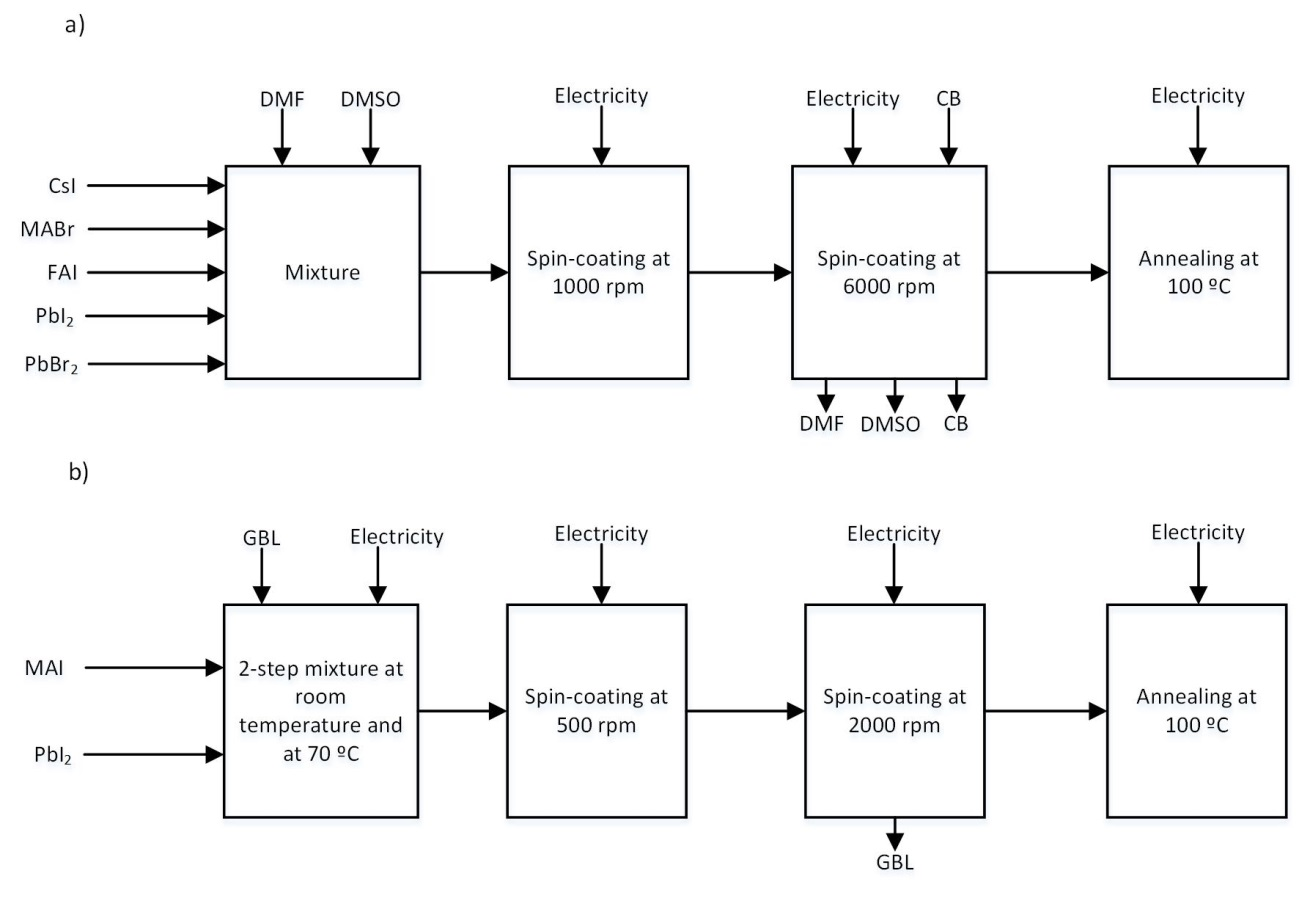 a)
DMF
DMSO
Electricity
Electricity
CB
Electricity
CsI
MABr
FAI
PbI₂
PbBr₂
Mixture
Spin-coating at
1000 rpm
Spin-coating at
6000 rpm
Annealing at
100 ºC
DMF
DMSO
CB
b)
GBL
Electricity
Electricity
Electricity
Electricity
MAI
PbI₂
2-step mixture at
room
temperature and
at 70 ºC
Spin-coating at
500 rpm
Spin-coating at
2000 rpm
Annealing at
100 ºC
GBL